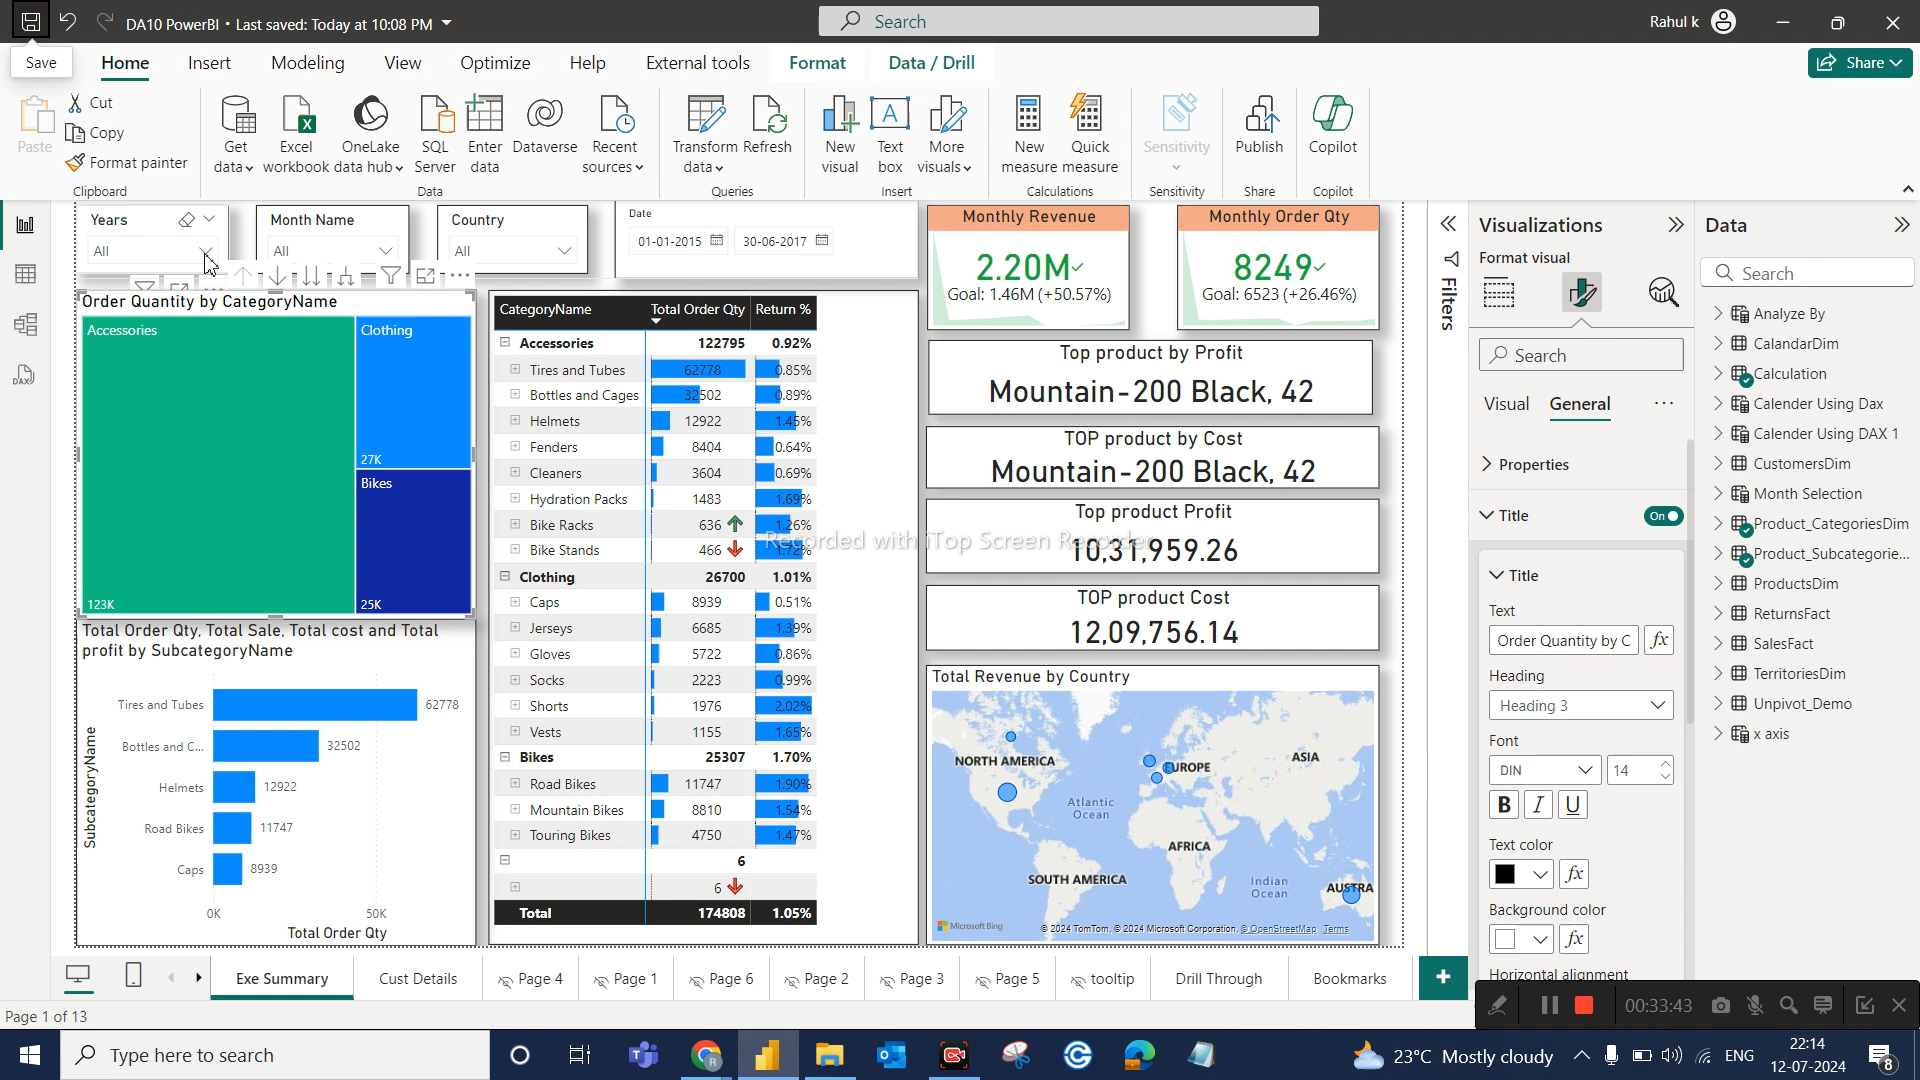 DA10 PowerBI • Last saved: Today at 10:08 PM
Search
Rahul k
Save
Home Insert Modeling View Optimize Help External tools Format Data / Drill
Share
Paste
Cut
Copy
Format painter
Clipboard
Get data
Excel workbook
OneLake data hub
SQL Server
Enter data
Dataverse
Recent sources
Data
Transform data
Refresh
Queries
New visual
Text box
More visuals
Insert
New measure
Quick measure
Calculations
Sensitivity
Sensitivity
Publish
Share
Copilot
Copilot
Years
All
Month Name
All
Country
All
Date
01-01-2015 30-06-2017
Monthly Revenue
2.20M
Goal: 1.46M (+50.57%)
Monthly Order Qty
8249
Goal: 6523 (+26.46%)
Order Quantity by CategoryName
Accessories
123K
Clothing
27K
Bikes
25K
Total Order Qty, Total Sale, Total cost and Total
profit by SubcategoryName
SubcategoryName
Tires and Tubes 62778
Bottles and C... 32502
Helmets 12922
Road Bikes 11747
Caps 8939
0K 50K
Total Order Qty
CategoryName Total Order Qty Return %
Accessories 122795 0.92%
Tires and Tubes 62778 0.85%
Bottles and Cages 32502 0.89%
Helmets 12922 1.45%
Fenders 8404 0.64%
Cleaners 3604 0.69%
Hydration Packs 1483 1.69%
Bike Racks 636 1.26%
Bike Stands 466 1.72%
Clothing 26700 1.01%
Caps 8939 0.51%
Jerseys 6685 1.39%
Gloves 5722 0.86%
Socks 2223 0.99%
Shorts 1976 2.02%
Vests 1155 1.65%
Bikes 25307 1.70%
Road Bikes 11747 1.90%
Mountain Bikes 8810 1.54%
Touring Bikes 4750 1.47%
6
6
Total 174808 1.05%
Top product by Profit
Mountain-200 Black, 42
TOP product by Cost
Mountain-200 Black, 42
Top product Profit
10,31,959.26
Recorded with iTop Screen Recorder
TOP product Cost
12,09,756.14
Total Revenue by Country
NORTH AMERICA
EUROPE
ASIA
Atlantic
Ocean
AFRICA
SOUTH AMERICA
Indian
Ocean
AUSTRA
Microsoft Bing
© 2024 TomTom, © 2024 Microsoft Corporation, © OpenStreetMap Terms
Filters
Visualizations
Format visual
Search
Visual General
Properties
Title On
Title
Text
Order Quantity by C
fx
Heading
Heading 3
Font
DIN 14
B I U
Text color
fx
Background color
fx
Horizontal alignment
Data
Search
Analyze By
CalandarDim
Calculation
Calender Using Dax
Calender Using DAX 1
CustomersDim
Month Selection
Product_CategoriesDim
Product_Subcategorie...
ProductsDim
ReturnsFact
SalesFact
TerritoriesDim
Unpivot_Demo
x axis
Exe Summary Cust Details Page 4 Page 1 Page 6 Page 2 Page 3 Page 5 tooltip Drill Through Bookmarks
Page 1 of 13
00:33:43
Type here to search
23°C Mostly cloudy
ENG
22:14
12-07-2024
8